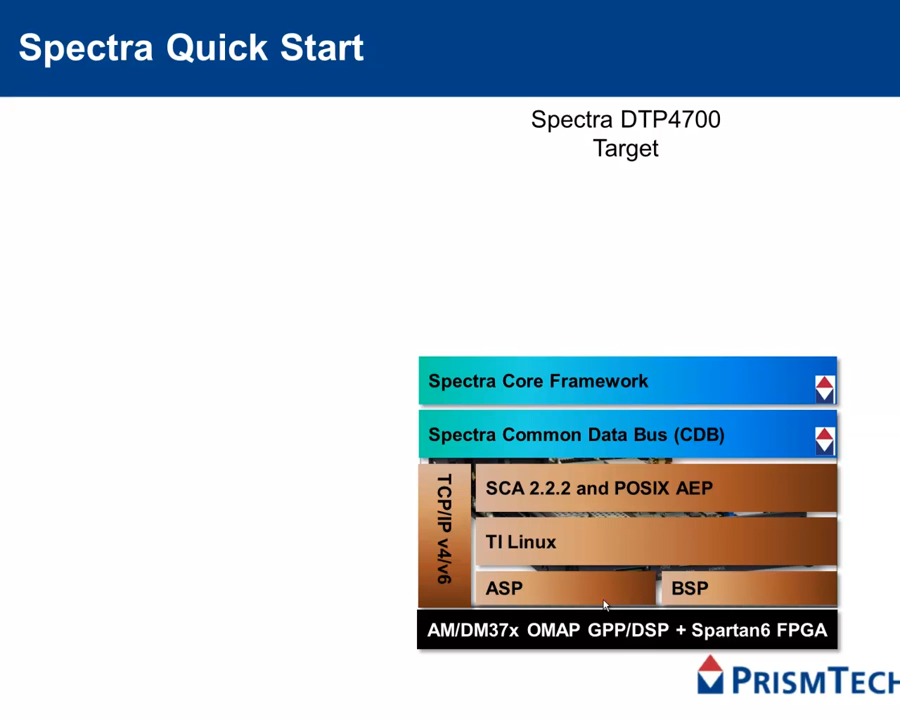 Spectra Quick Start
Spectra DTP4700
Target
Spectra Core Framework
Spectra Common Data Bus (CDB)
TCP/IP v4/v6
SCA 2.2.2 and POSIX AEP
TI Linux
ASP
BSP
AM/DM37x OMAP GPP/DSP + Spartan6 FPGA
PRISMTECH